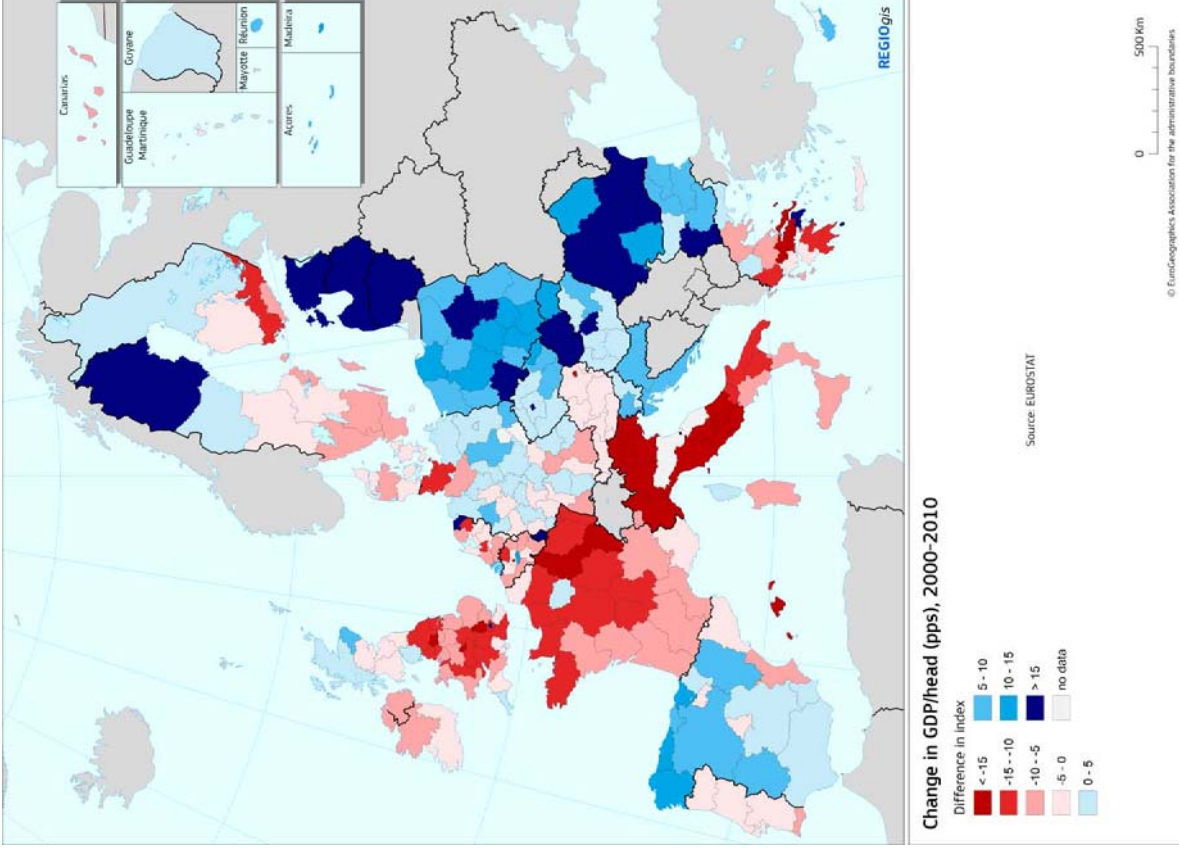 Canarias
Guadeloupe
Martinique
Guyane
Mayotte
Réunion
Açores
Madeira
REGIOgis
Change in GDP/head (pps), 2000-2010
Difference in index
< -15
-15 - -10
-10 - -5
-5 - 0
0 - 5
5 - 10
10 - 15
> 15
no data
Source: EUROSTAT
0 500 Km
© EuroGeographics Association for the administrative boundaries